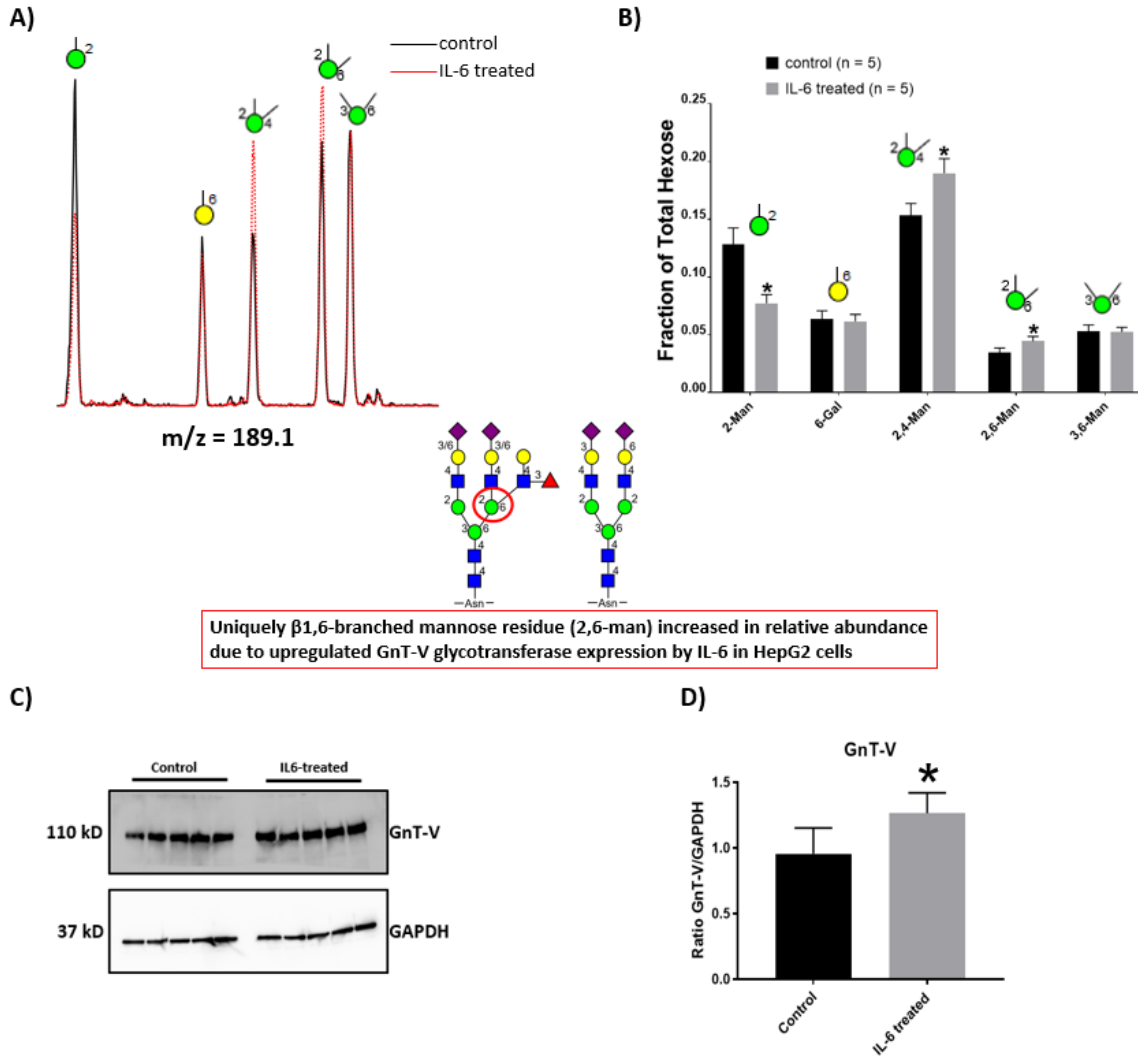 A)
control
IL-6 treated
2
6
2
4
2
6
3
6
m/z = 189.1
B)
control (n = 5)
IL-6 treated (n = 5)
Fraction of Total Hexose
0.25
0.20
0.15
0.10
0.05
0.00
2
*
6
2
4
*
2
6
*
3
6
2-Man
6-Gal
2,4-Man
2,6-Man
3,6-Man
3/6
3/6
3
6
4
4
4
3
4
4
2
2
6
2
2
3
6
3
6
4
4
4
4
Asn
Asn
Uniquely β1,6-branched mannose residue (2,6-man) increased in relative abundance
due to upregulated GnT-V glycotransferase expression by IL-6 in HepG2 cells
C)
Control
IL6-treated
110 kD
GnT-V
37 kD
GAPDH
D)
GnT-V
Ratio GnT-V/GAPDH
1.5
1.0
0.5
0.0
*
Control
IL-6 treated